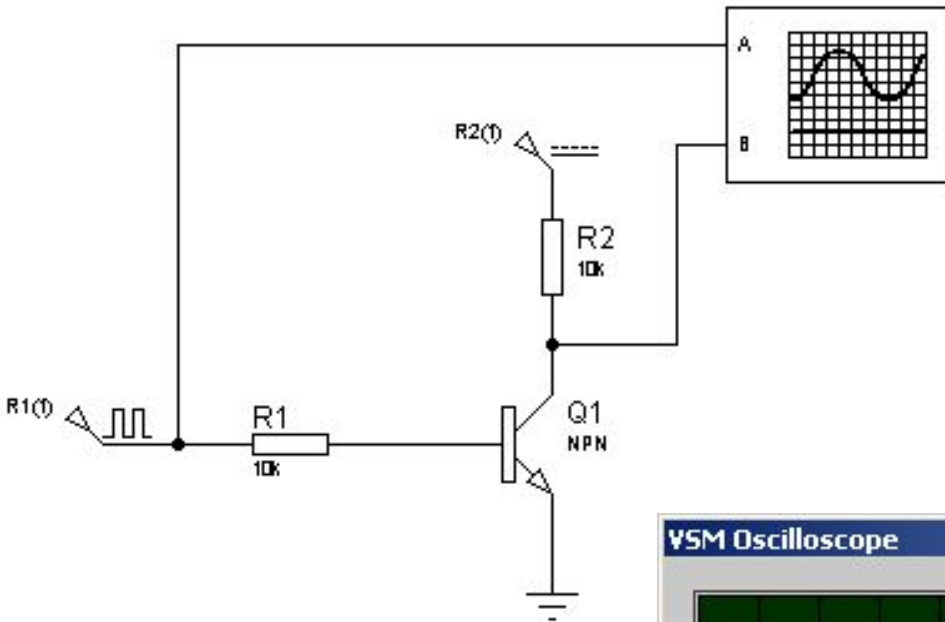 A
R2(1)
B
R2
10k
R1(1)
R1
10k
Q1
NPN
VSM Oscilloscope